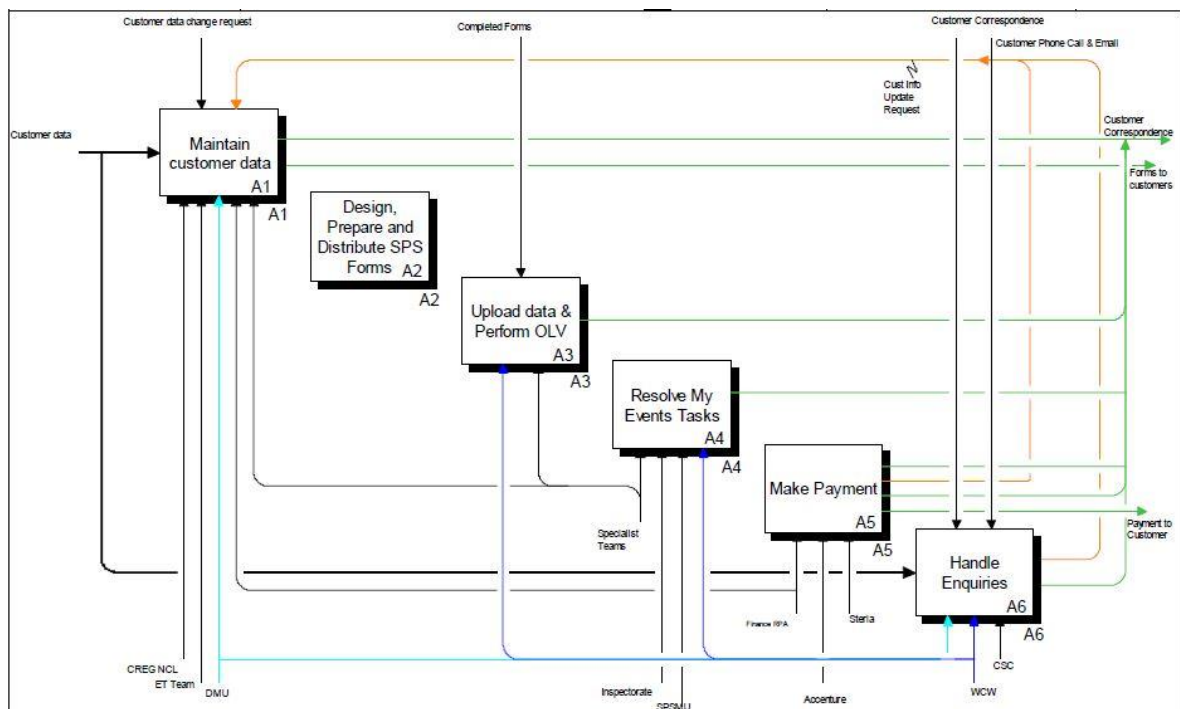 Customer data change request
Completed Forms
Customer Correspondence
Customer Phone Call & Email
Cust Info
Update
Request
Customer data
Maintain
customer data
A1
A1
Customer
Correspondence
Forms to
customers
Design,
Prepare and
Distribute SPS
Forms
A2
A2
Upload data &
Perform OLV
A3
A3
Resolve My
Events Tasks
A4
A4
Make Payment
A5
A5
Payment to
Customer
Specialist
Teams
Handle
Enquiries
A6
A6
Finance RPA
Steria
CREG NCL
ET Team
DMU
Inspectorate
SPSMU
Accenture
WCW
CSC